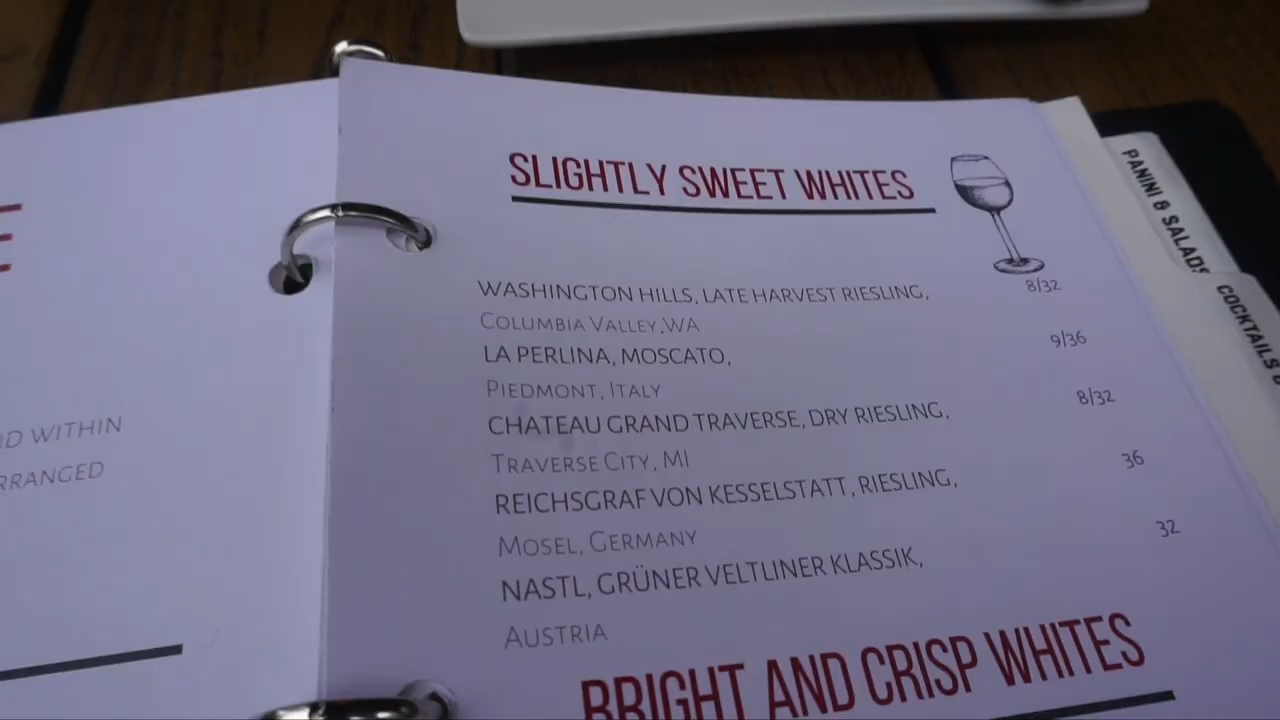 SLIGHTLY SWEET WHITES
WASHINGTON HILLS, LATE HARVEST RIESLING, 8/32
COLUMBIA VALLEY, WA
LA PERLINA, MOSCATO, 9/36
PIEDMONT, ITALY
CHATEAU GRAND TRAVERSE, DRY RIESLING, 8/32
TRAVERSE CITY, MI
REICHSGRAF VON KESSELSTATT, RIESLING, 36
MOSEL, GERMANY
NASTL, GRÜNER VELTLINER KLASSIK, 32
AUSTRIA
BRIGHT AND CRISP WHITES
WITHIN
PANINI & SALADS
COCKTAILS